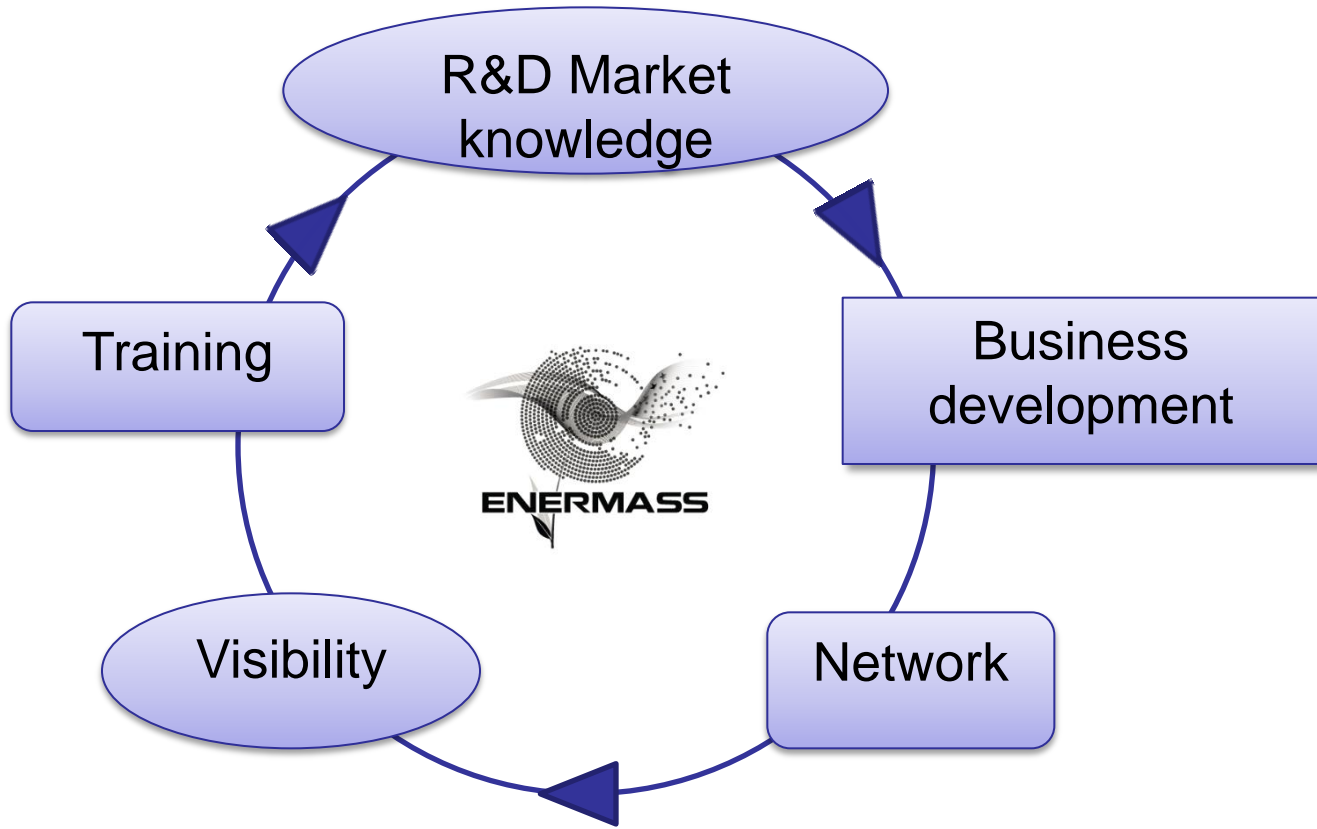 R&D Market
knowledge
Training
Business
development
ENERMASS
Visibility
Network